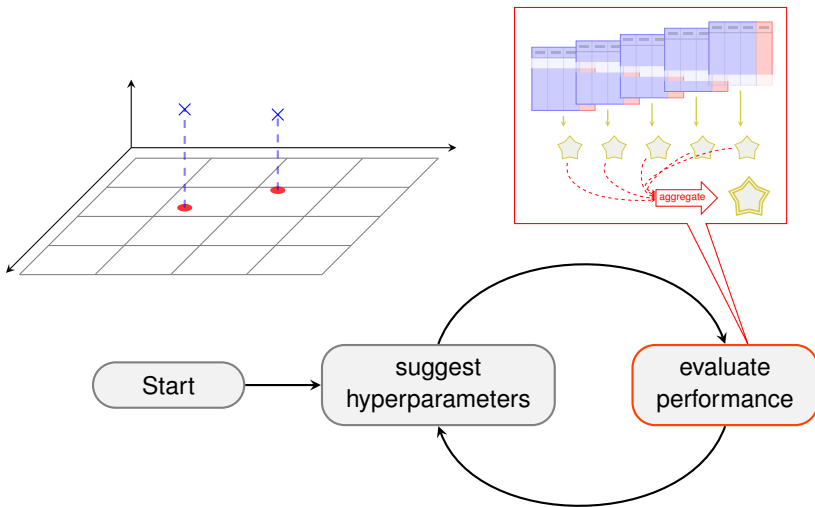 aggregate
Start
suggest
hyperparameters
evaluate
performance